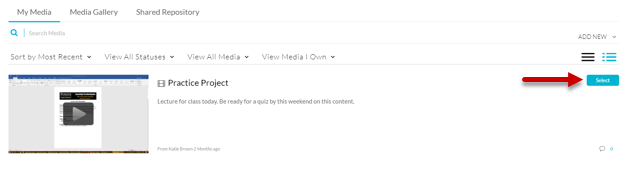 My Media Media Gallery Shared Repository
Search Media
ADD NEW
Sort by Most Recent View All Statuses View All Media View Media I Own
Practice Project
Select
Lecture for class today. Be ready for a quiz by this weekend on this content.
From Katie Brown 2 Months ago
0